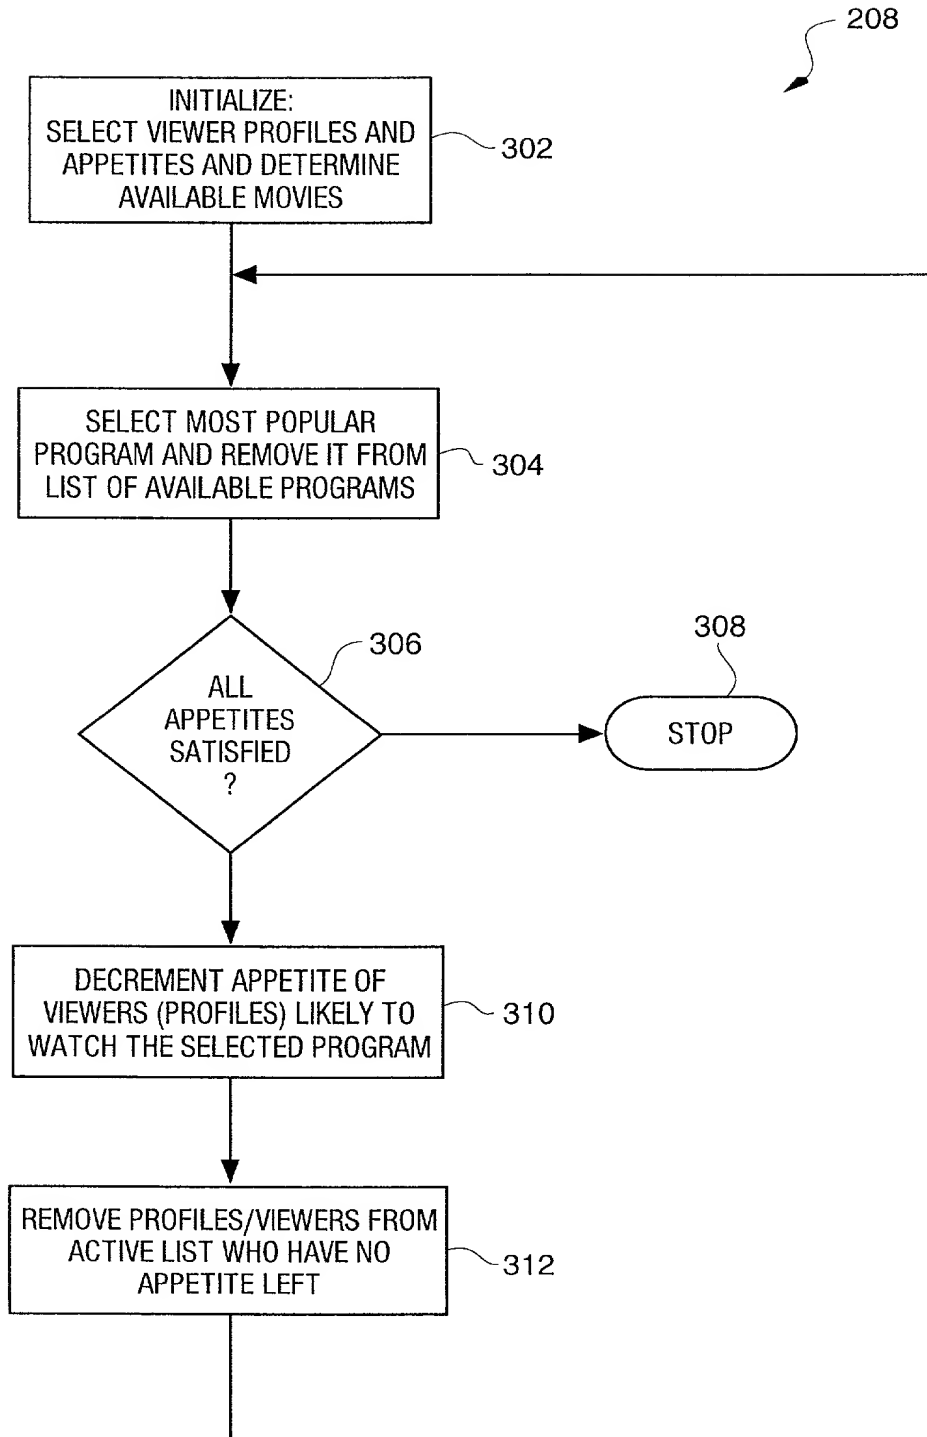 208
INITIALIZE:
SELECT VIEWER PROFILES AND
APPETITES AND DETERMINE
AVAILABLE MOVIES
302
SELECT MOST POPULAR
PROGRAM AND REMOVE IT FROM
LIST OF AVAILABLE PROGRAMS
304
ALL
APPETITES
SATISFIED
?
306
308
STOP
DECREMENT APPETITE OF
VIEWERS (PROFILES) LIKELY TO
WATCH THE SELECTED PROGRAM
310
REMOVE PROFILES/VIEWERS FROM
ACTIVE LIST WHO HAVE NO
APPETITE LEFT
312